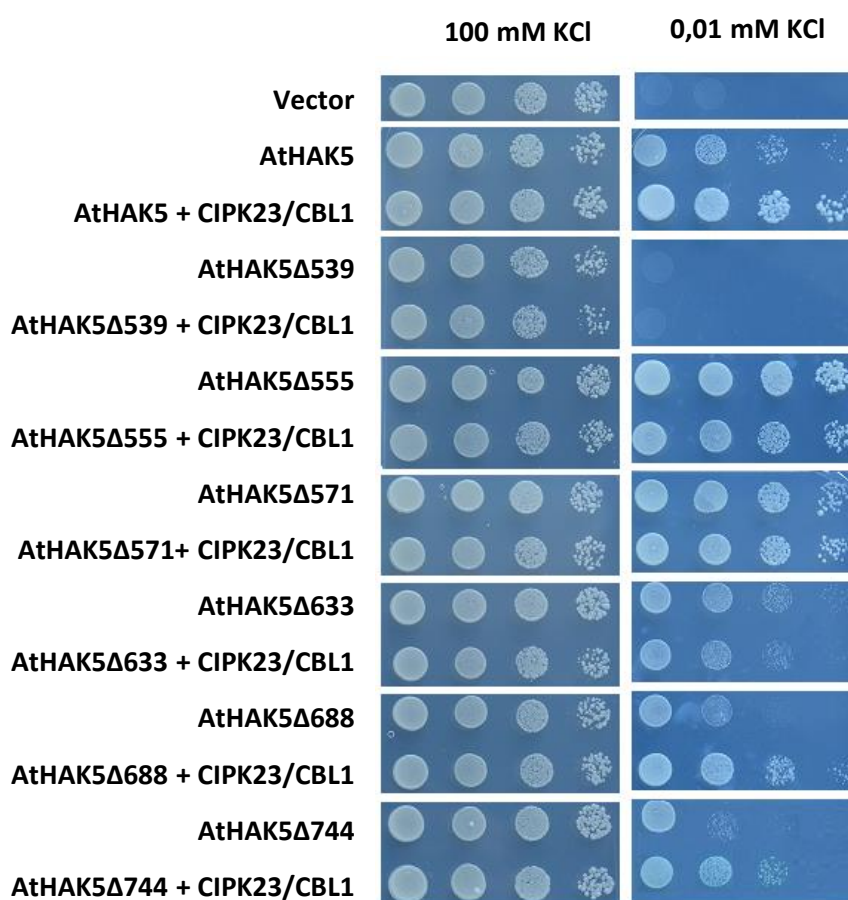 100 mM KCl 0,01 mM KCl
Vector
AtHAK5
AtHAK5 + CIPK23/CBL1
AtHAK5Δ539
AtHAK5Δ539 + CIPK23/CBL1
AtHAK5Δ555
AtHAK5Δ555 + CIPK23/CBL1
AtHAK5Δ571
AtHAK5Δ571+ CIPK23/CBL1
AtHAK5Δ633
AtHAK5Δ633 + CIPK23/CBL1
AtHAK5Δ688
AtHAK5Δ688 + CIPK23/CBL1
AtHAK5Δ744
AtHAK5Δ744 + CIPK23/CBL1